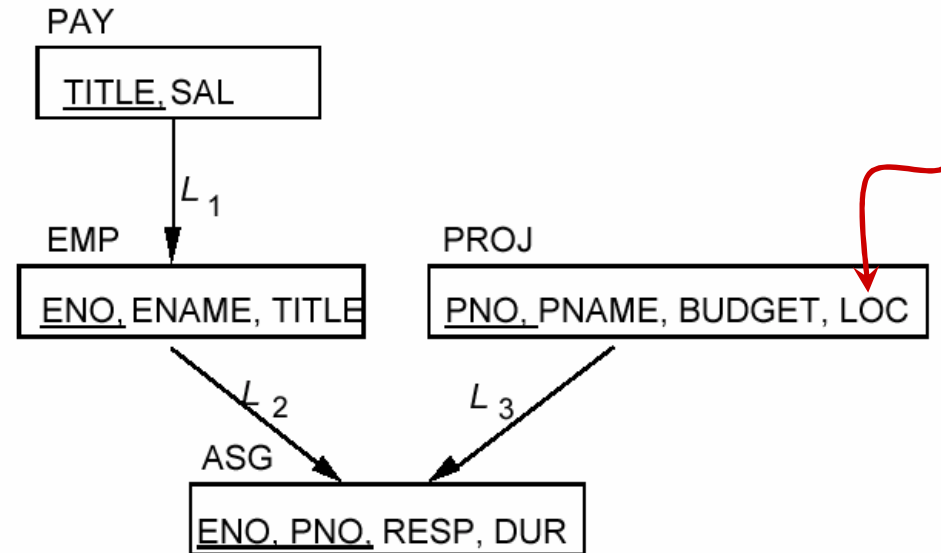 PAY
TITLE, SAL
L 1
EMP
PROJ
ENO, ENAME, TITLE
PNO, PNAME, BUDGET, LOC
L 2
L 3
ASG
ENO, PNO, RESP, DUR